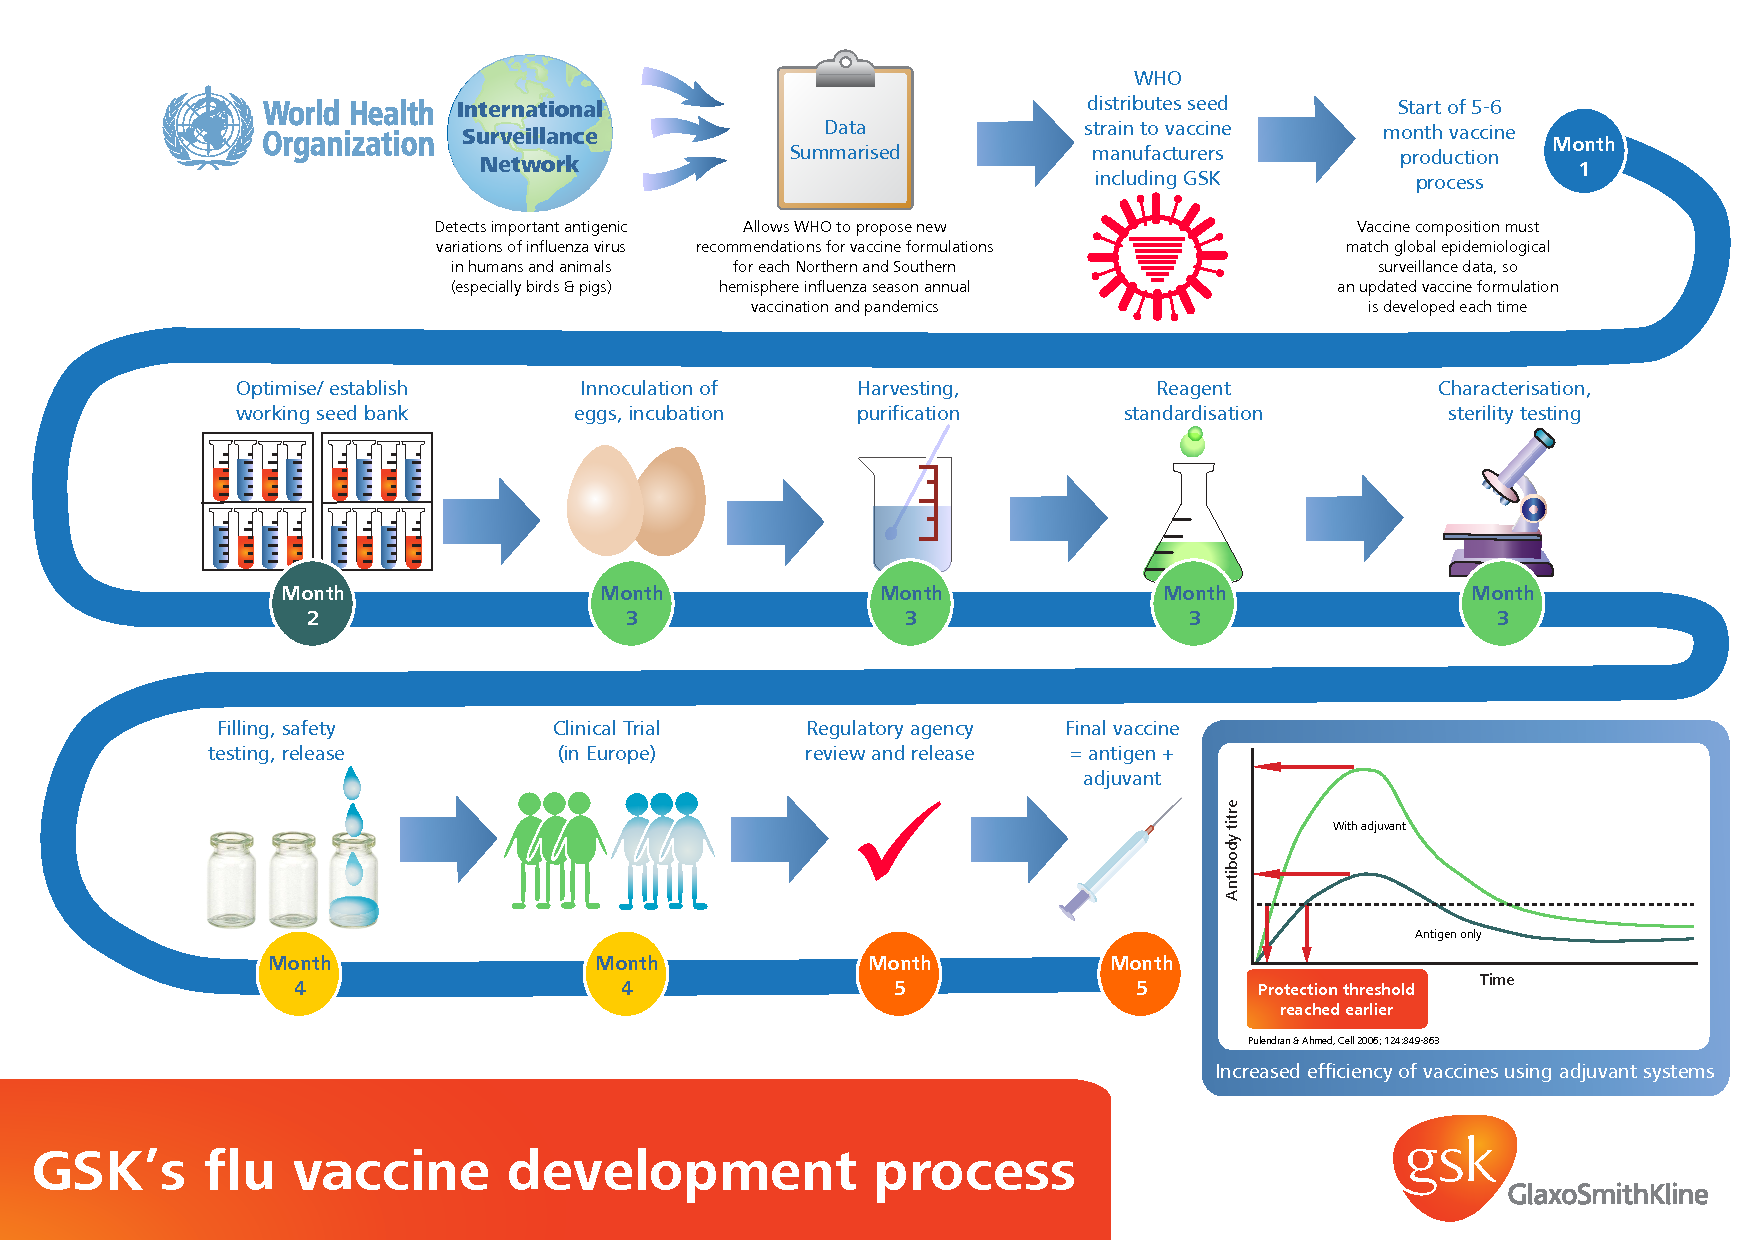 World Health
Organization
International
Surveillance
Network
Detects important antigenic
variations of influenza virus
in humans and animals
(especially birds & pigs)
Data
Summarised
Allows WHO to propose new
recommendations for vaccine formulations
for each Northern and Southern
hemisphere influenza season annual
vaccination and pandemics
WHO
distributes seed
strain to vaccine
manufacturers
including GSK
Start of 5-6
month vaccine
production
process
Vaccine composition must
match global epidemiological
surveillance data, so
an updated vaccine formulation
is developed each time
Month
1
Optimise/ establish
working seed bank
Month
2
Innoculation of
eggs, incubation
Month
3
Harvesting,
purification
Month
3
Reagent
standardisation
Month
3
Characterisation,
sterility testing
Month
3
Filling, safety
testing, release
Month
4
Clinical Trial
(in Europe)
Month
4
Regulatory agency
review and release
Month
5
Final vaccine
= antigen +
adjuvant
Month
5
Antibody titre
With adjuvant
Antigen only
Time
Protection threshold
reached earlier
Pulendran & Ahmed, Cell 2006; 124:849-863
Increased efficiency of vaccines using adjuvant systems
GSK's flu vaccine development process
gsk
GlaxoSmithKline